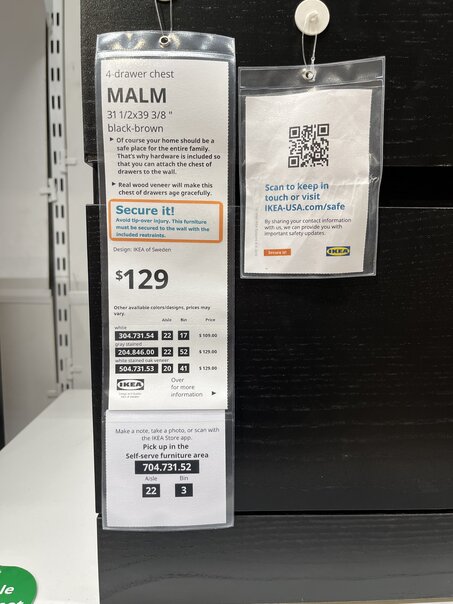 4-drawer chest
MALM
31 1/2x39 3/8 "
black-brown
Of course your home should be a
safe place for the entire family.
That's why hardware is included so
that you can attach the chest of
drawers to the wall.
Real wood veneer will make this
chest of drawers age gracefully.
Secure it!
Avoid tip-over injury. This furniture
must be secured to the wall with the
included restraints.
Design: IKEA of Sweden
$129
Other available colors/designs, prices may
vary.
Aisle Bin Price
white
304.731.54 22 17 $ 109.00
gray stained
204.846.00 22 52 $ 129.00
white stained oak veneer
504.731.53 20 41 $ 129.00
IKEA
Over
for more
information
Make a note, take a photo, or scan with
the IKEA Store app.
Pick up in the
Self-serve furniture area
704.731.52
Aisle Bin
22 3
Scan to keep in
touch or visit
IKEA-USA.com/safe
By sharing your contact information
with us, we can provide you with
important safety updates.
Secure it!
IKEA
le